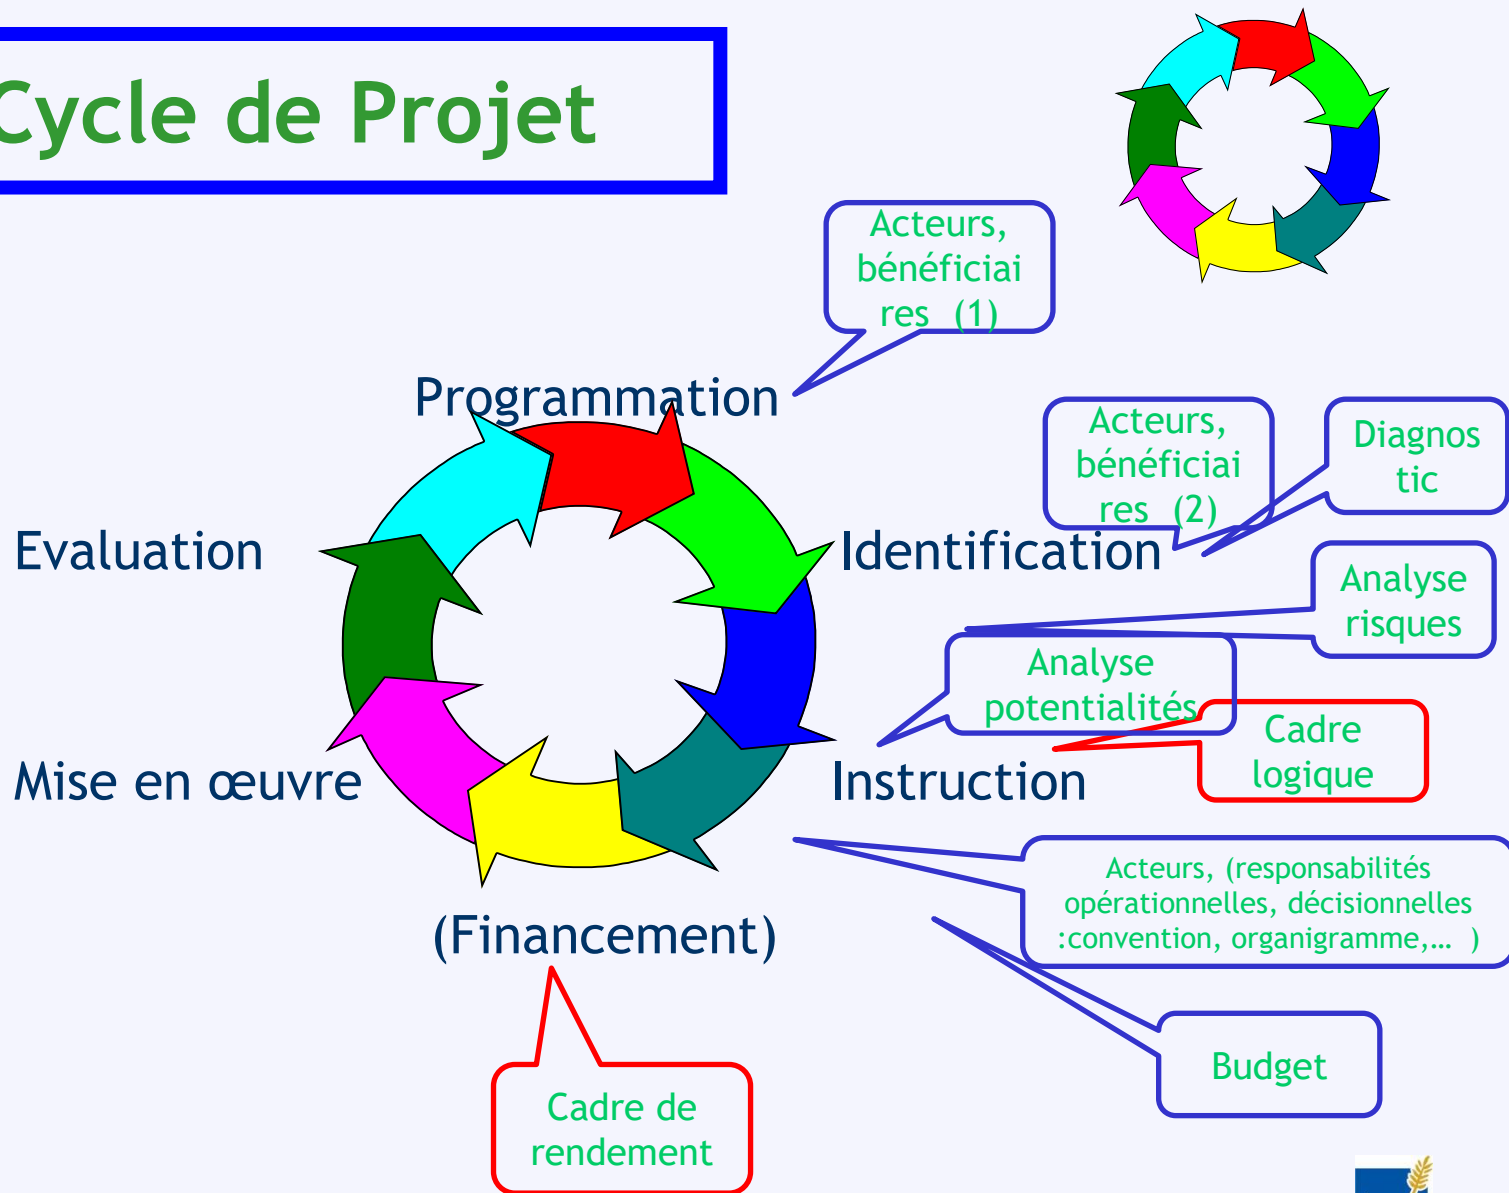 Cycle de Projet
Acteurs,
bénéficiai
res (1)
Programmation
Acteurs,
bénéficiai
res (2)
Diagnos
tic
Evaluation
Identification
Analyse
risques
Analyse
potentialités
Cadre
logique
Mise en œuvre
Instruction
Acteurs, (responsabilités
opérationnelles, décisionnelles
:convention, organigramme,… )
(Financement)
Budget
Cadre de
rendement